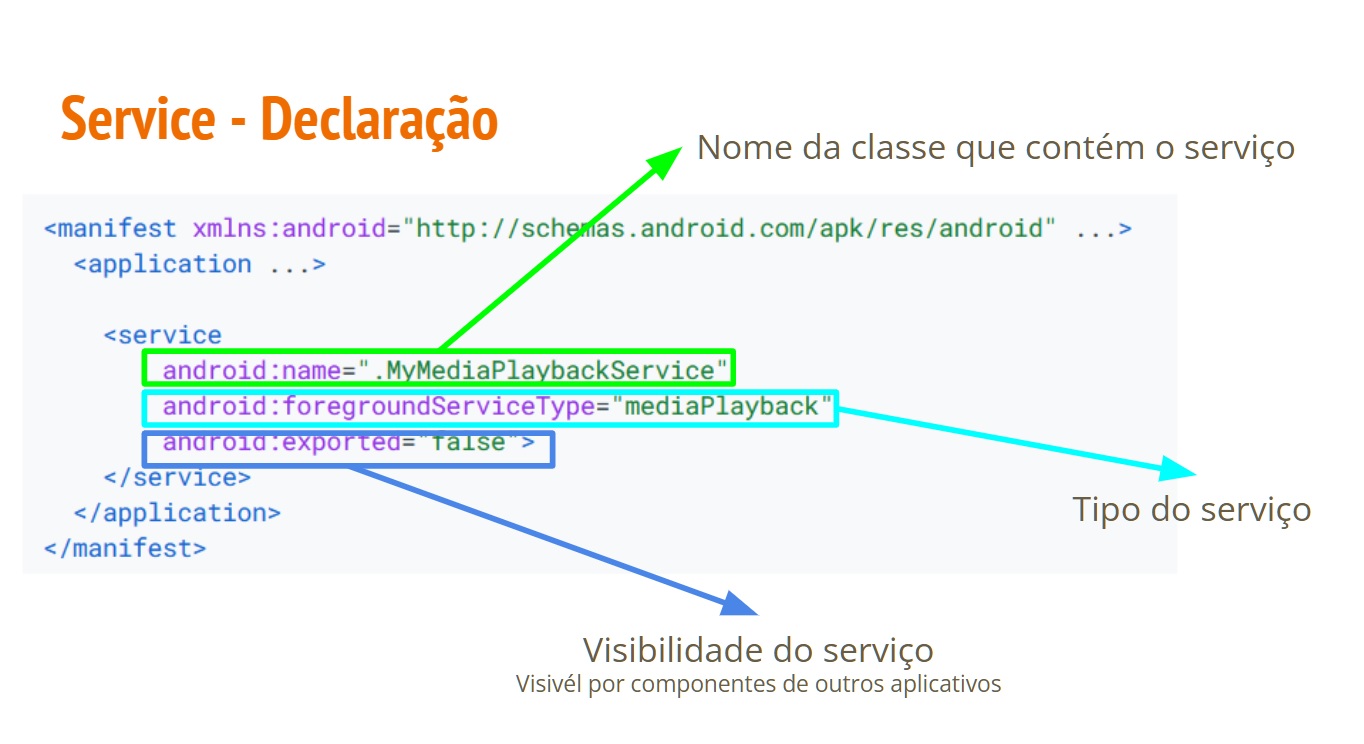 Service - Declaração
Nome da classe que contém o serviço
<manifest xmlns:android="http://schemas.android.com/apk/res/android" ...>
<application ...>
<service
android:name=".MyMediaPlaybackService"
android:foregroundServiceType="mediaPlayback"
android:exported="false">
</service>
</application>
</manifest>
Tipo do serviço
Visibilidade do serviço
Visivél por componentes de outros aplicativos